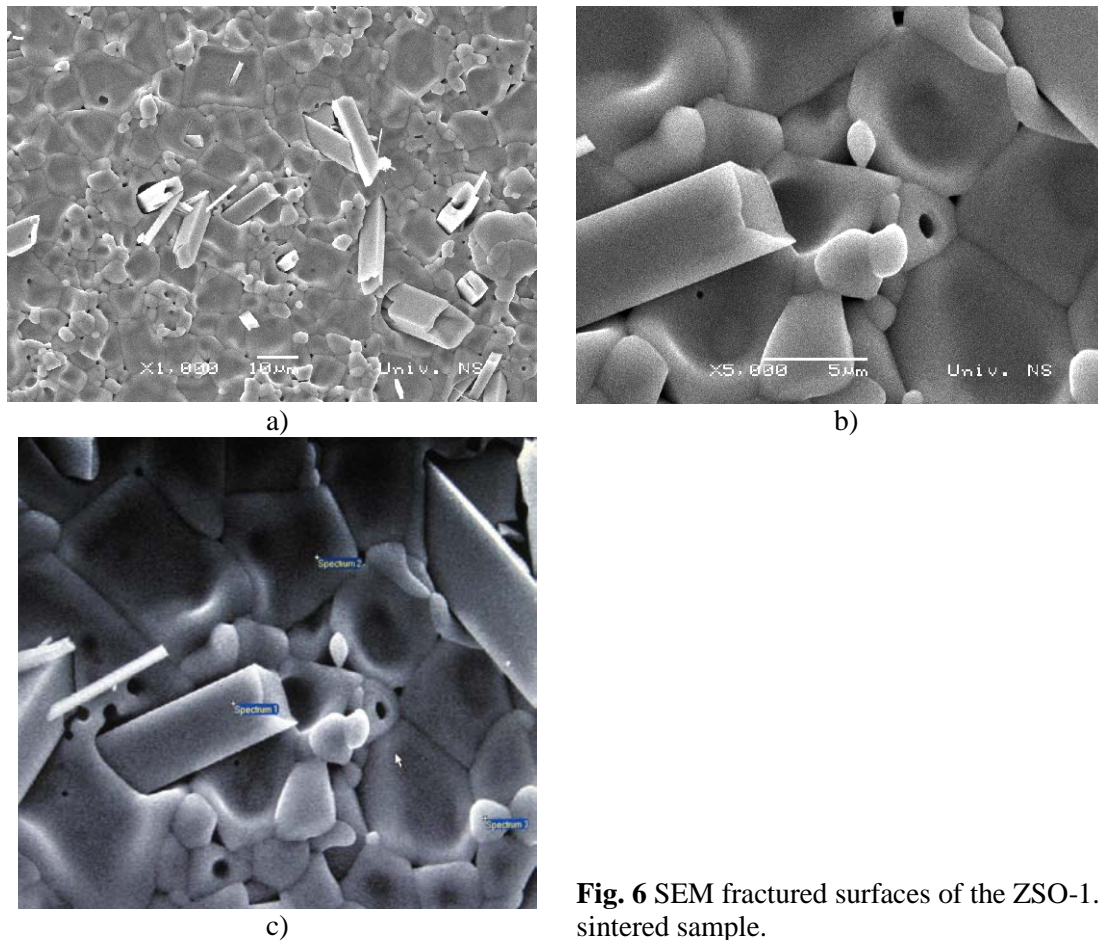 X1,000 10µm Univ. NS
X5,000 5µm Univ. NS
a) b)
Spectrum 2
Spectrum 1
Spectrum 3
c)
Fig. 6 SEM fractured surfaces of the ZSO-1.
sintered sample.